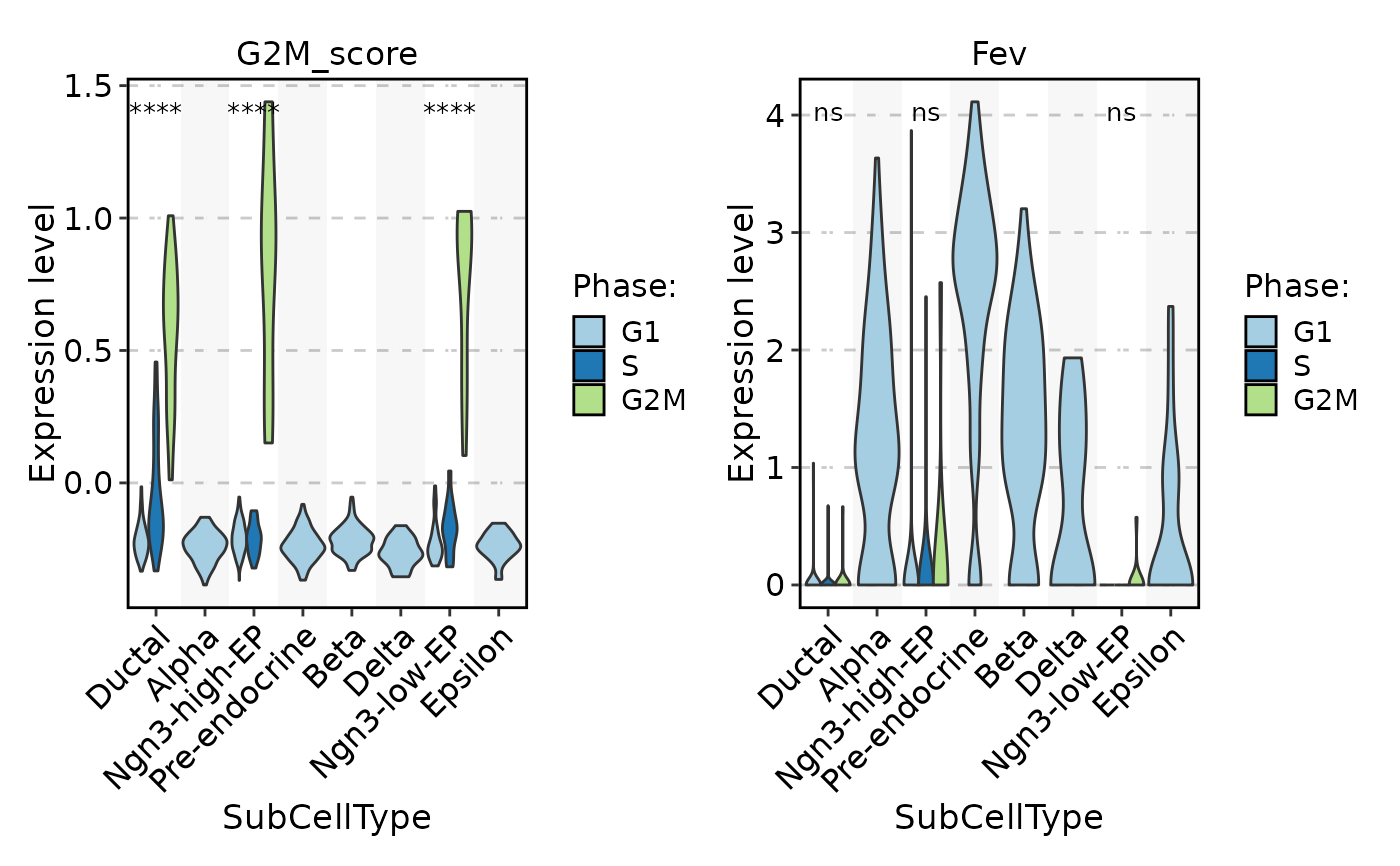 G2M_score
Expression level
1.5
1.0
0.5
0.0
****
****
****
Ductal
Alpha
Ngn3-high-EP
Pre-endocrine
Beta
Delta
Ngn3-low-EP
Epsilon
SubCellType
Phase:
G1
S
G2M
Fev
Expression level
4
3
2
1
0
ns
ns
ns
Ductal
Alpha
Ngn3-high-EP
Pre-endocrine
Beta
Delta
Ngn3-low-EP
Epsilon
SubCellType
Phase:
G1
S
G2M